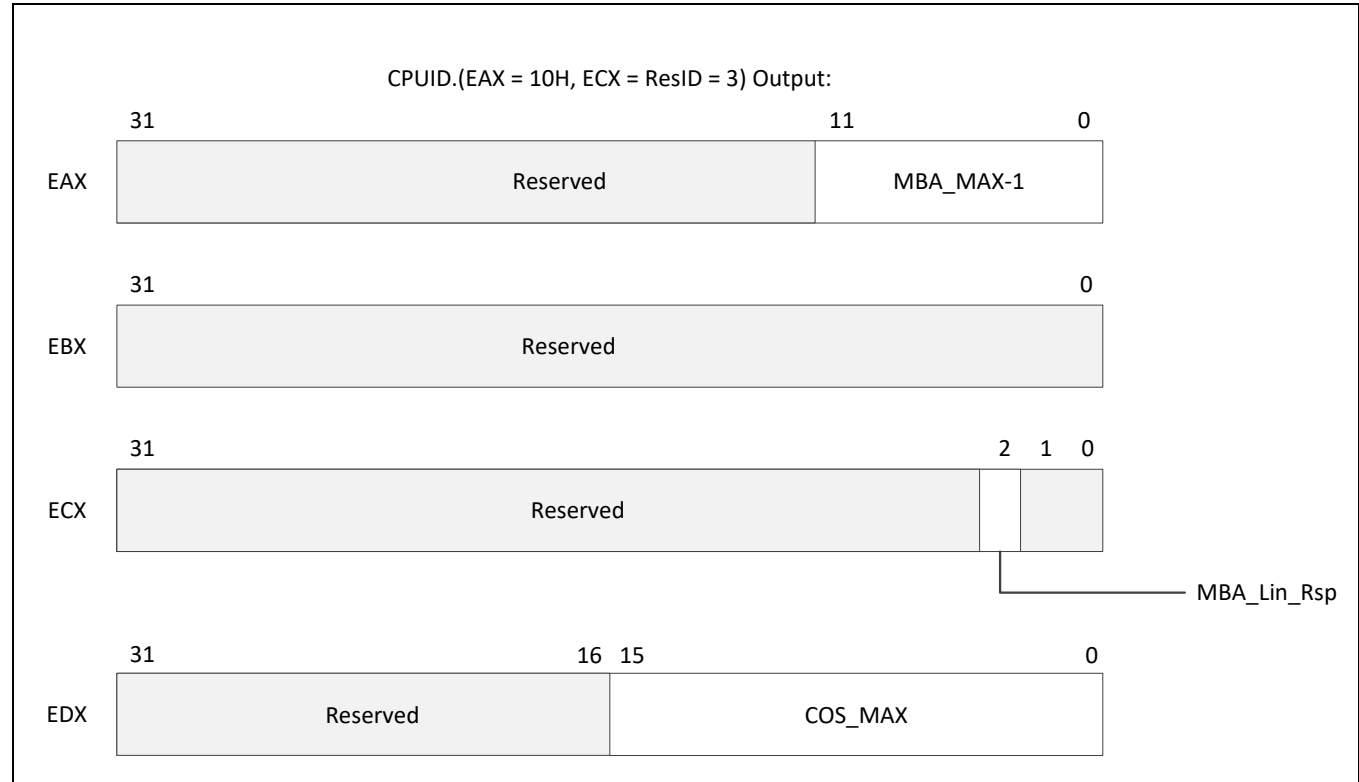 CPUID.(EAX = 10H, ECX = ResID = 3) Output:
31 11 0
EAX Reserved MBA_MAX-1
31 0
EBX Reserved
31 2 1 0
ECX Reserved
MBA_Lin_Rsp
31 16 15 0
EDX Reserved COS_MAX